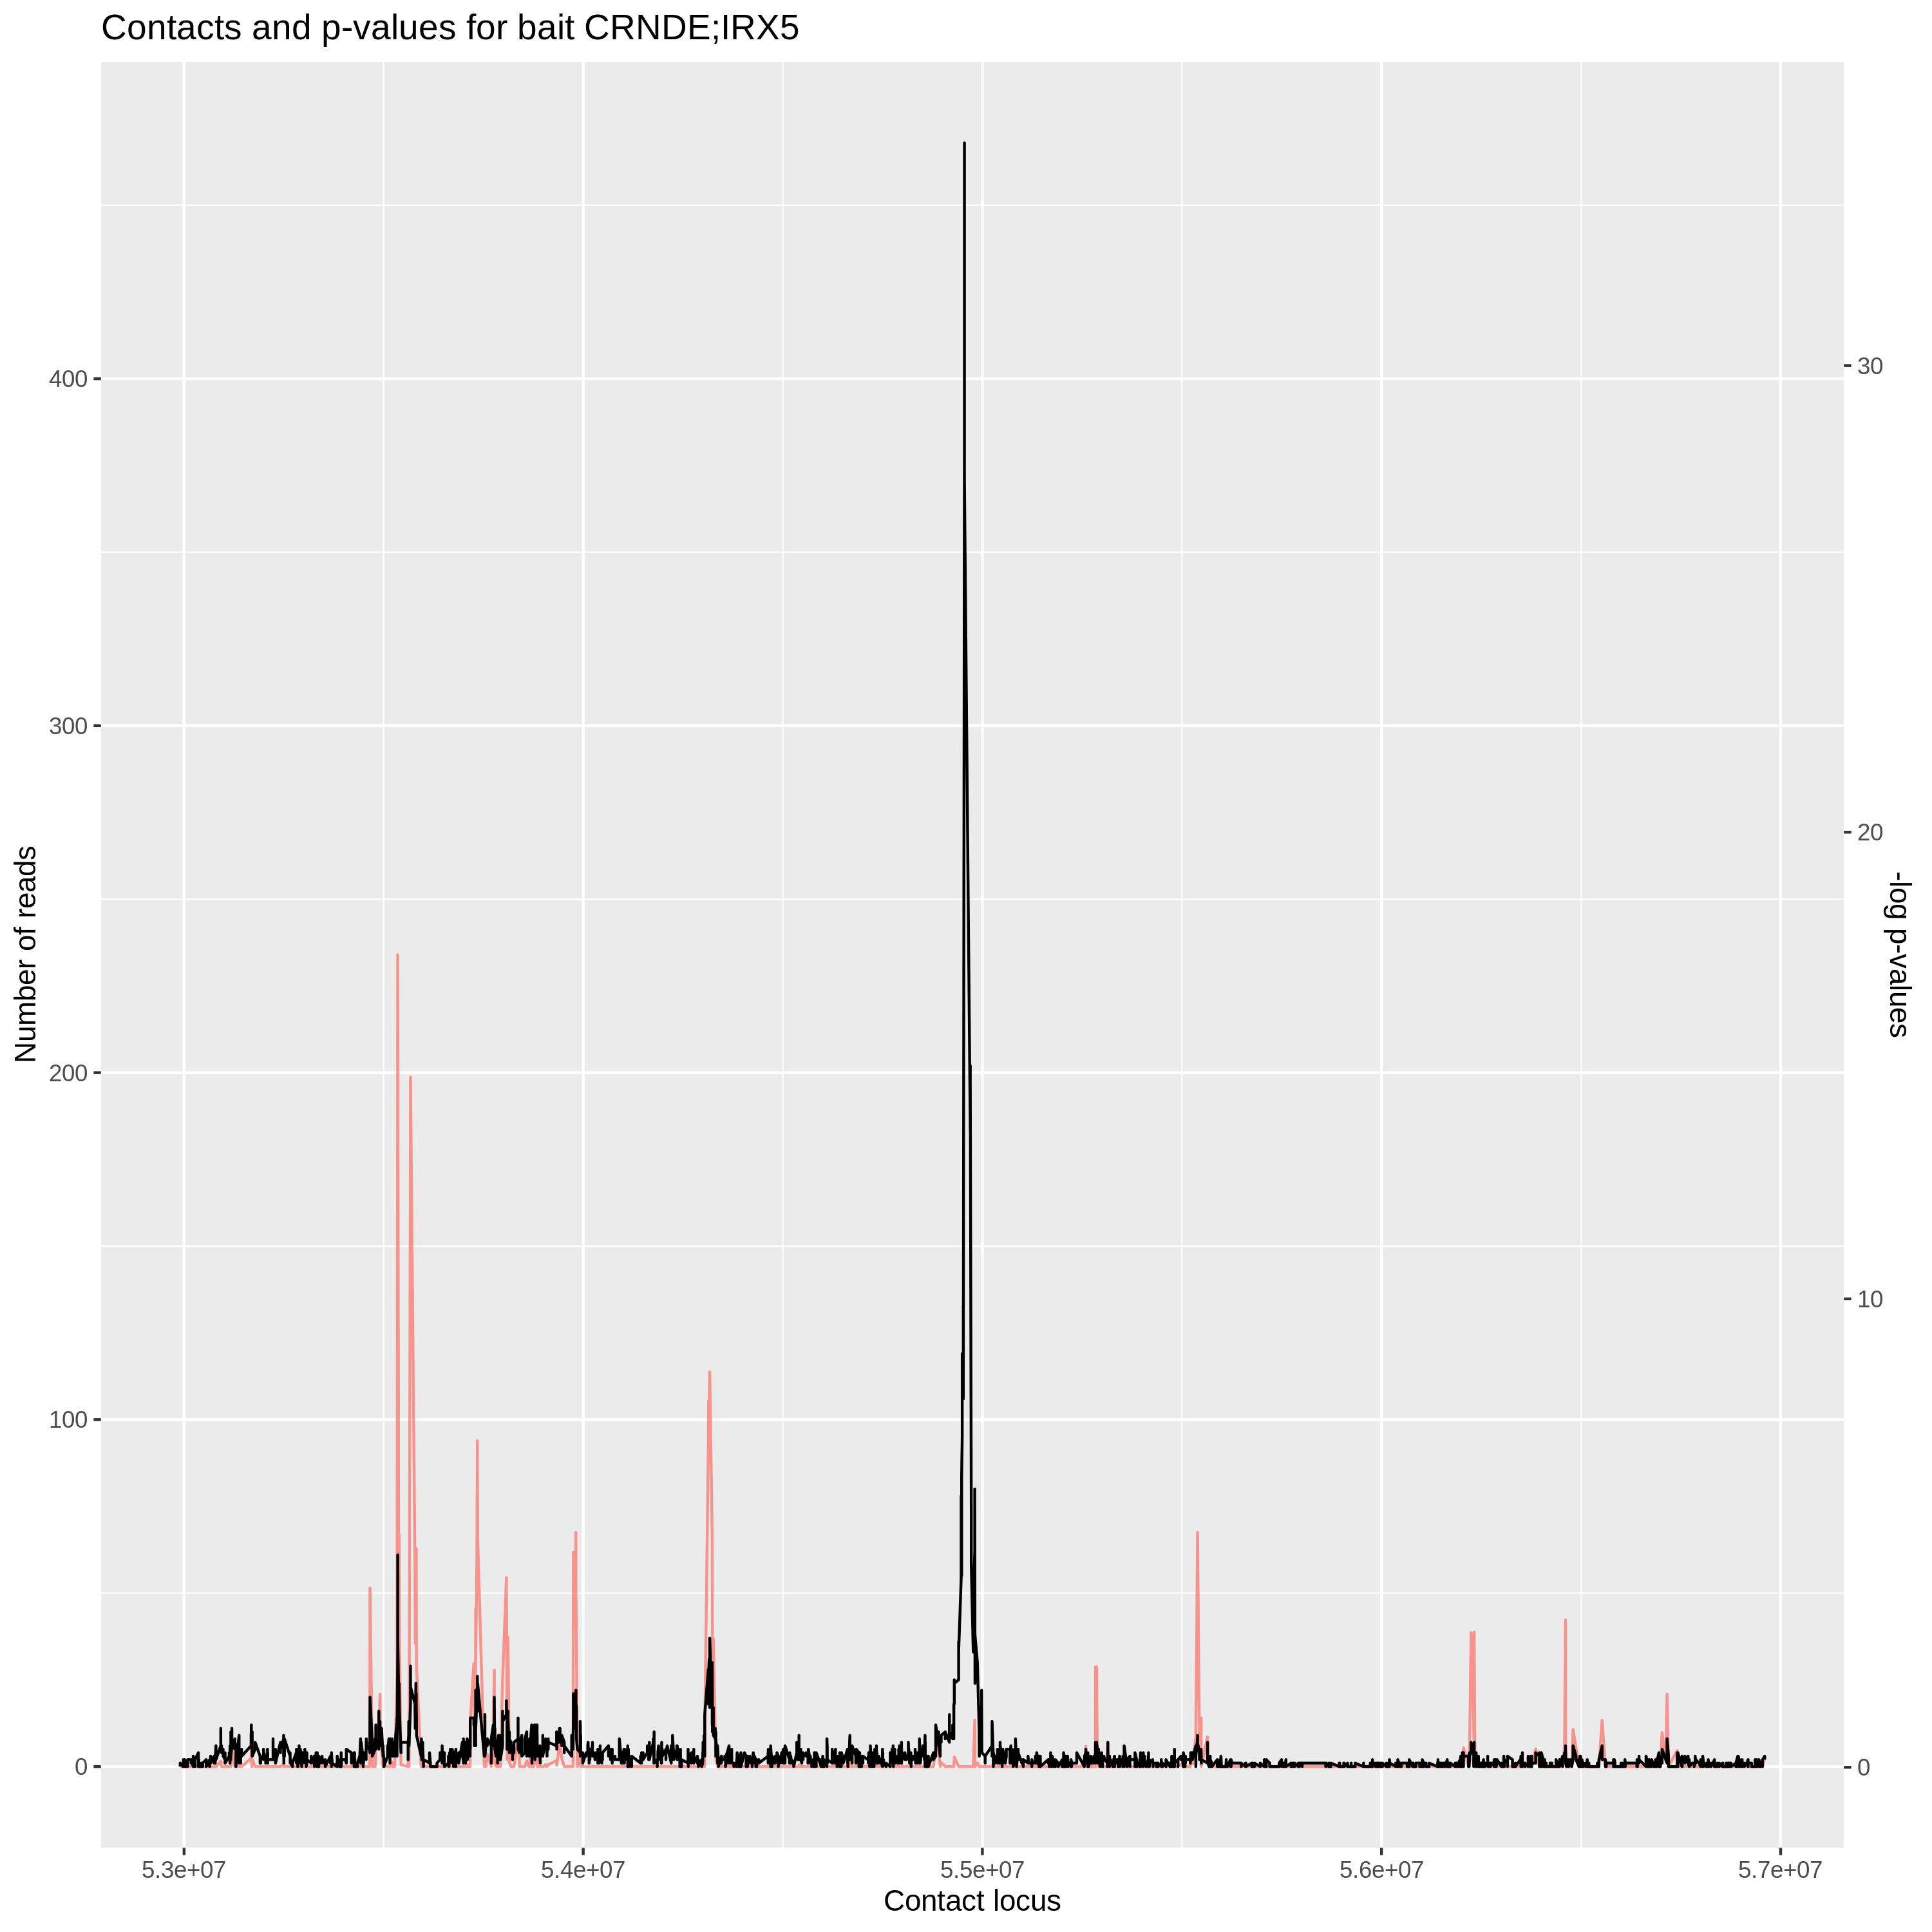 Contacts and p-values for bait CRNDE;IRX5
Number of reads
400
300
200
100
0
30
20
10
0
-log p-values
5.3e+07
5.4e+07
5.5e+07
5.6e+07
5.7e+07
Contact locus